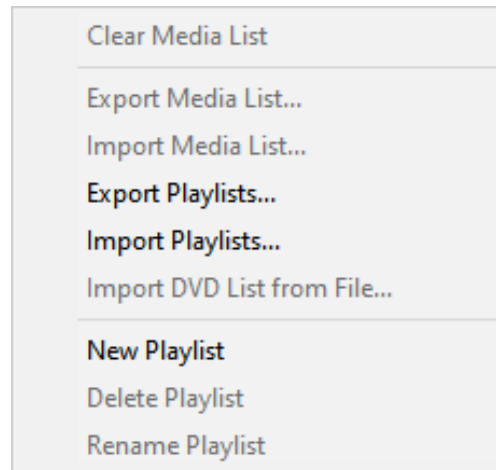 Clear Media List
Export Media List...
Import Media List...
Export Playlists...
Import Playlists...
Import DVD List from File...
New Playlist
Delete Playlist
Rename Playlist